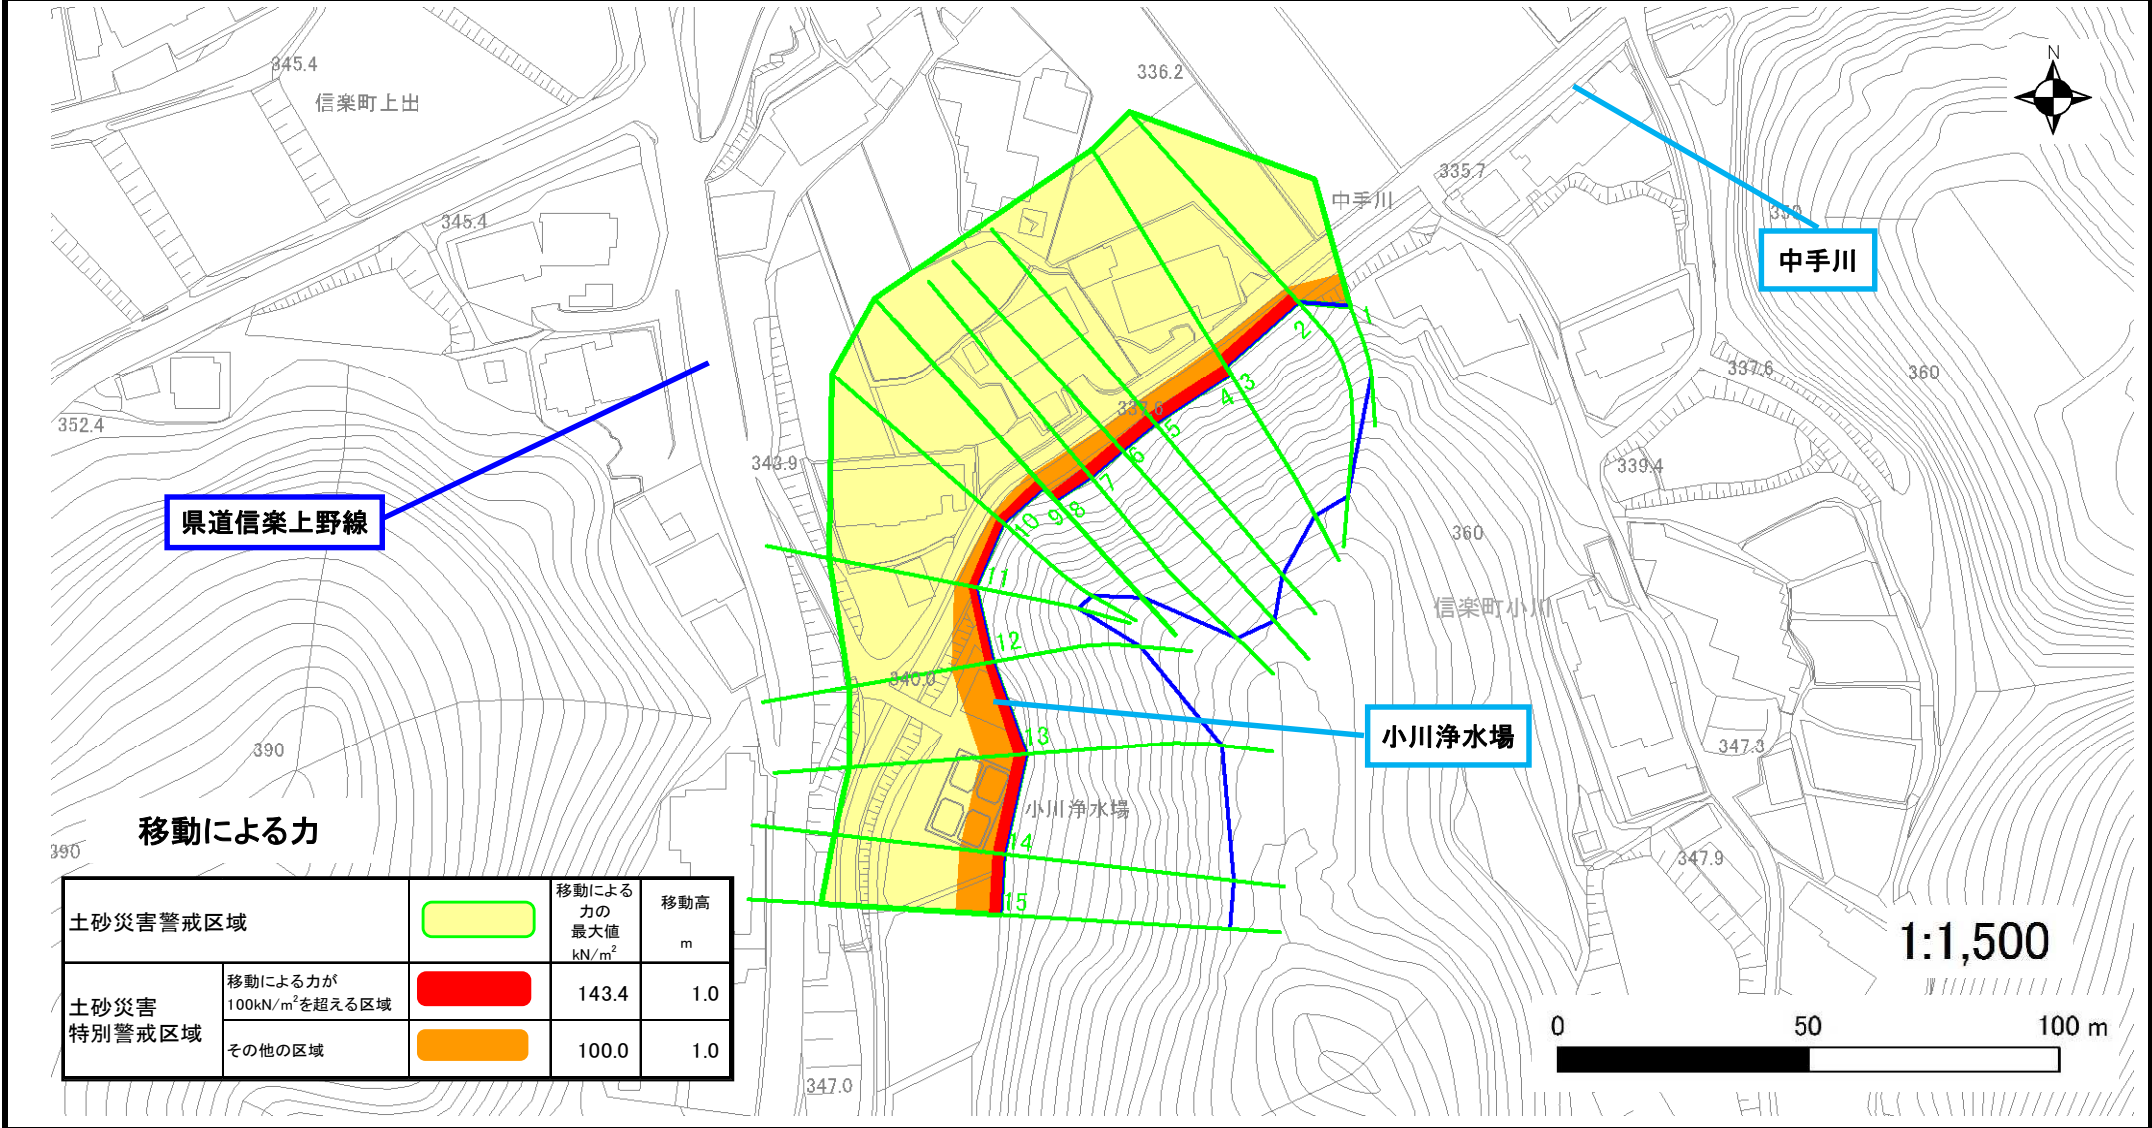 345.4
信楽町上出
336.2
N
335.7
中手川
350
345.4
中手川
1
2
3
4
337.6
5
6
7
8
9
10
337.6
360
352.4
343.9
339.4
県道信楽上野線
360
11
信楽町小川
12
340.0
小川浄水場
13
390
347.3
小川浄水場
移動による力
14
390
347.9
15
土砂災害警戒区域
移動による
力の
最大値
kN/m²
移動高
m
土砂災害
特別警戒区域
移動による力が
100kN/m²を超える区域
143.4
1.0
その他の区域
100.0
1.0
1:1,500
0 50 100 m
347.0